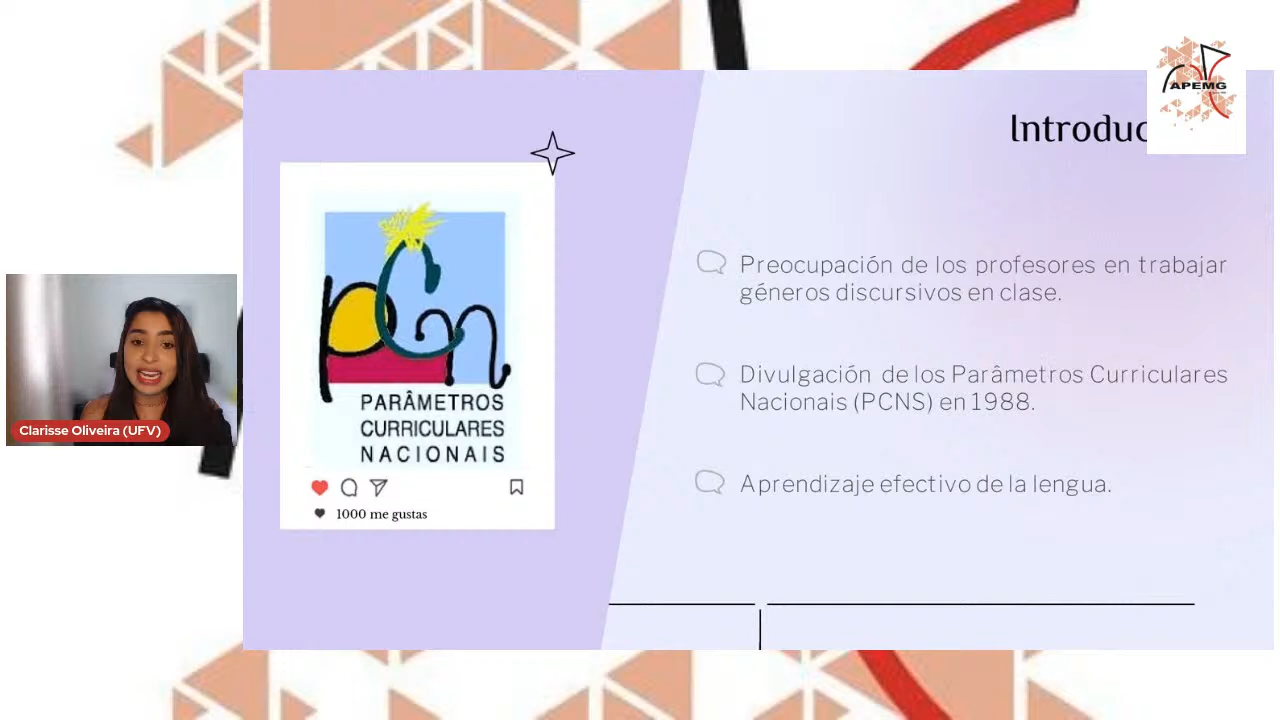 APEMG
Introduc
PARÂMETROS
CURRICULARES
NACIONAIS
1000 me gustas
Preocupación de los profesores en trabajar
géneros discursivos en clase.
Divulgación de los Parâmetros Curriculares
Nacionais (PCNS) en 1988.
Aprendizaje efectivo de la lengua.
Clarisse Oliveira (UFV)
pcn